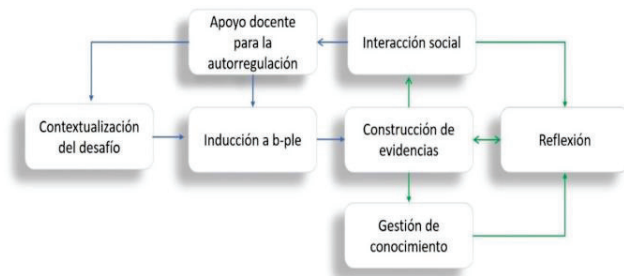 Apoyo docente
para la
autorregulación
Interacción social
Contextualización
del desafío
Inducción a b-ple
Construcción de
evidencias
Reflexión
Gestión de
conocimiento